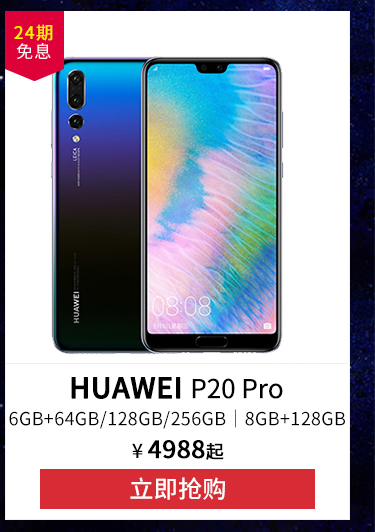 24期
免息
LEICA
HUAWEI
08:08
HUAWEI P20 Pro
6GB+64GB/128GB/256GB｜8GB+128GB
￥4988起
立即抢购